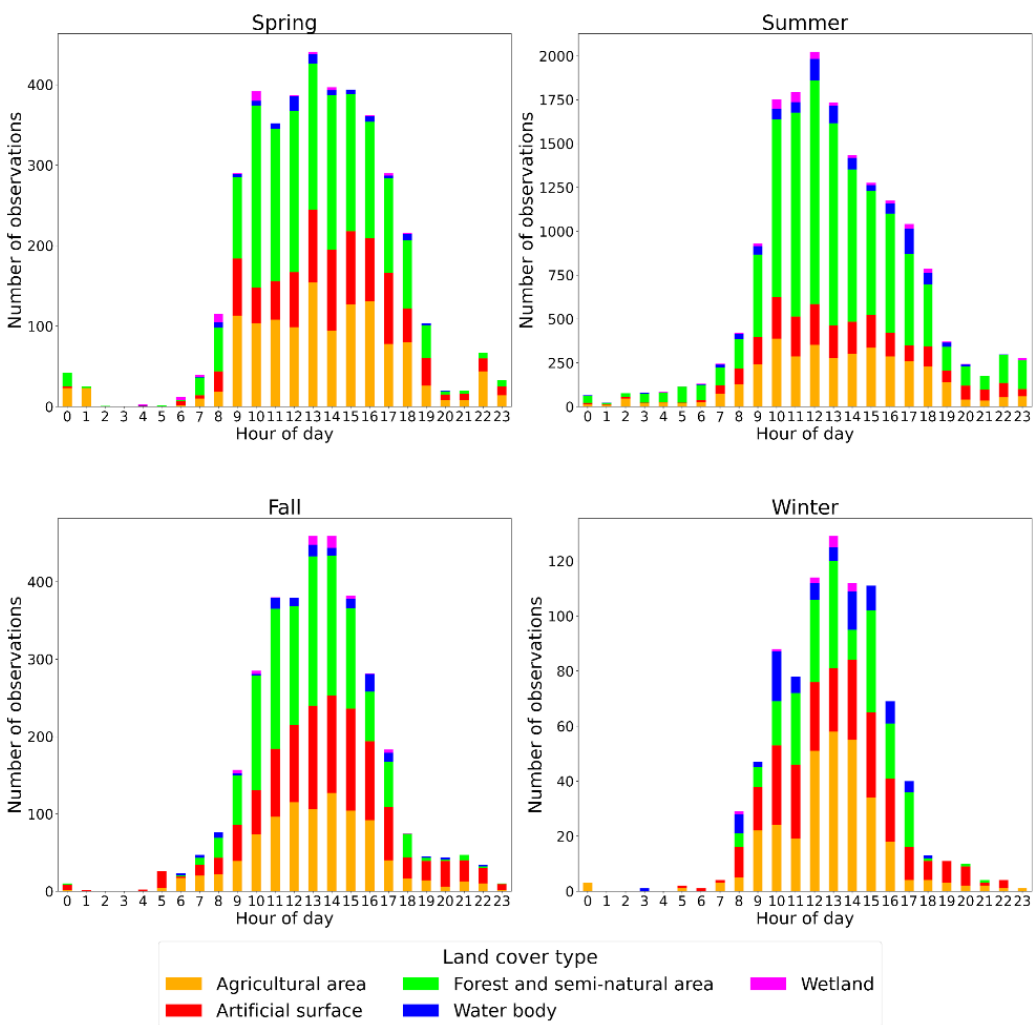 Spring
Number of observations
400
300
200
100
0
0 1 2 3 4 5 6 7 8 9 10 11 12 13 14 15 16 17 18 19 20 21 22 23
Hour of day
Summer
Number of observations
2000
1750
1500
1250
1000
750
500
250
0
0 1 2 3 4 5 6 7 8 9 10 11 12 13 14 15 16 17 18 19 20 21 22 23
Hour of day
Fall
Number of observations
400
300
200
100
0
0 1 2 3 4 5 6 7 8 9 10 11 12 13 14 15 16 17 18 19 20 21 22 23
Hour of day
Winter
Number of observations
120
100
80
60
40
20
0
0 1 2 3 4 5 6 7 8 9 10 11 12 13 14 15 16 17 18 19 20 21 22 23
Hour of day
Land cover type
Agricultural area Forest and semi-natural area Wetland
Artificial surface Water body